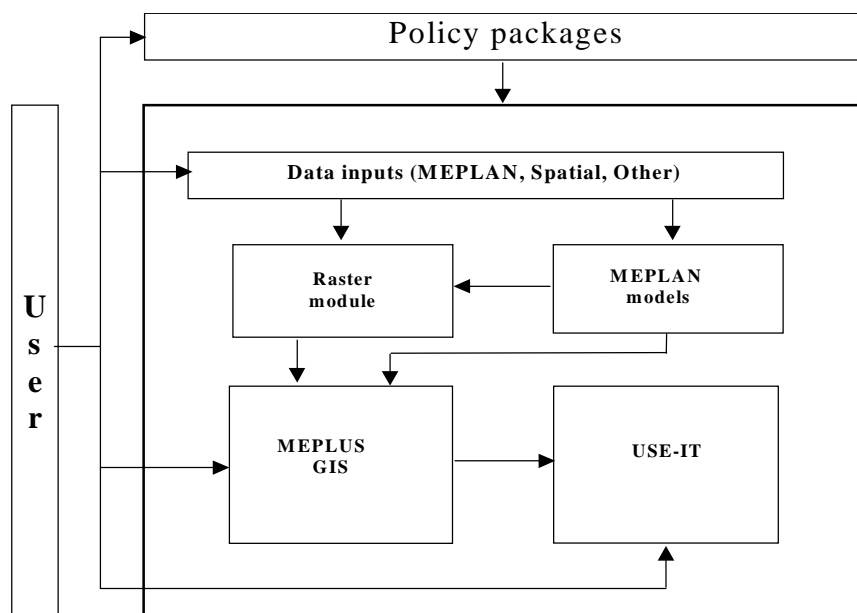 Policy packages
Data inputs (MEPLAN, Spatial, Other)
Raster
module
MEPLAN
models
U
s
e
r
MEPLUS
GIS
USE-IT